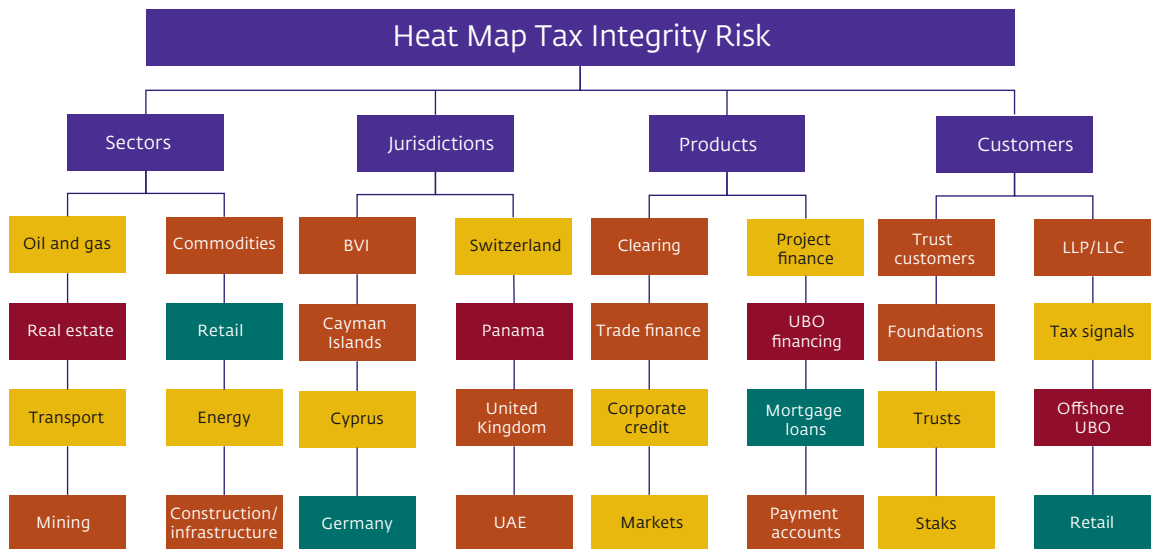 Heat Map Tax Integrity Risk
Sectors
Jurisdictions
Products
Customers
Oil and gas
Commodities
BVI
Switzerland
Clearing
Project
finance
Trust
customers
LLP/LLC
Real estate
Retail
Cayman
Islands
Panama
Trade finance
UBO
financing
Foundations
Tax signals
Transport
Energy
Cyprus
United
Kingdom
Corporate
credit
Mortgage
loans
Trusts
Offshore
UBO
Mining
Construction/
infrastructure
Germany
UAE
Markets
Payment
accounts
Staks
Retail